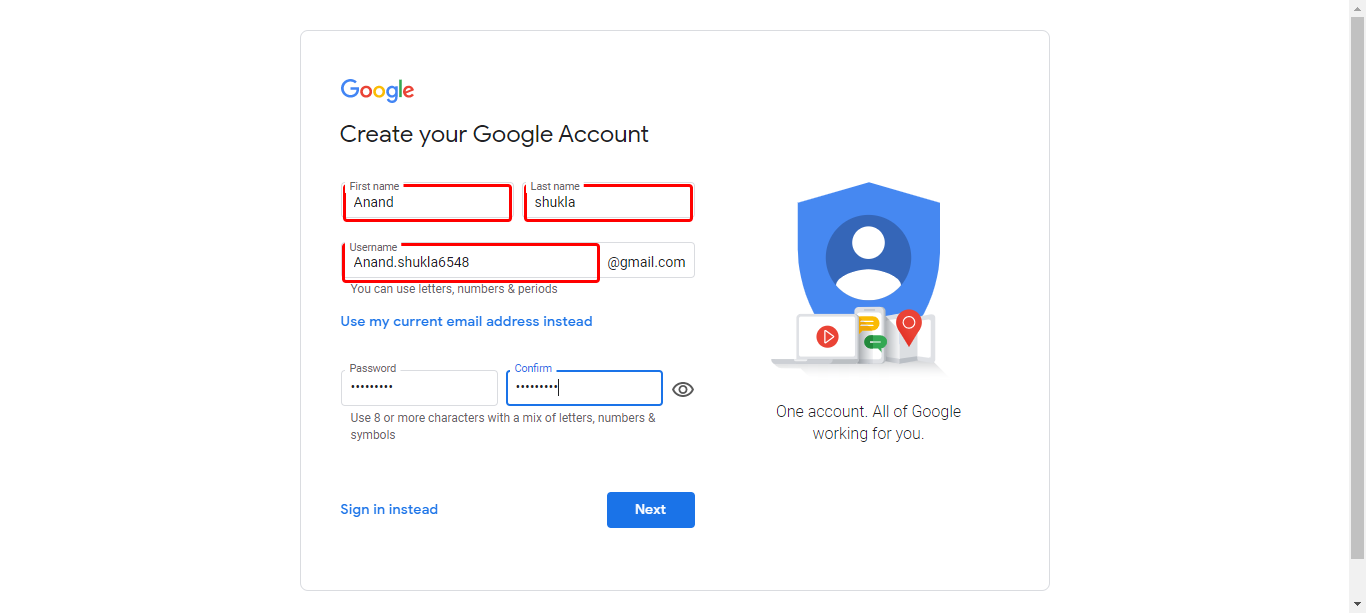 Google
Create your Google Account
First name
Anand
Last name
shukla
Username
Anand.shukla6548
@gmail.com
You can use letters, numbers & periods
Use my current email address instead
Password
•••••••••
Confirm
•••••••••
Use 8 or more characters with a mix of letters, numbers &
symbols
Sign in instead
Next
One account. All of Google
working for you.